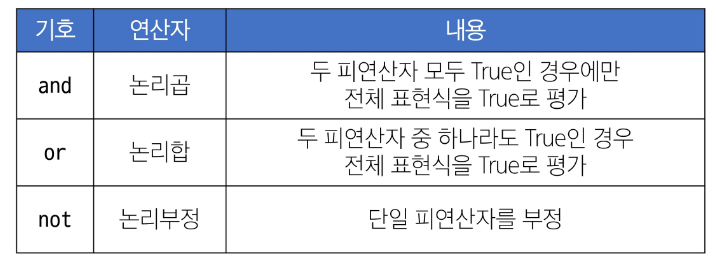 기호 연산자 내용
and 논리곱 두 피연산자 모두 True인 경우에만
전체 표현식을 True로 평가
or 논리합 두 피연산자 중 하나라도 True인 경우
전체 표현식을 True로 평가
not 논리부정 단일 피연산자를 부정